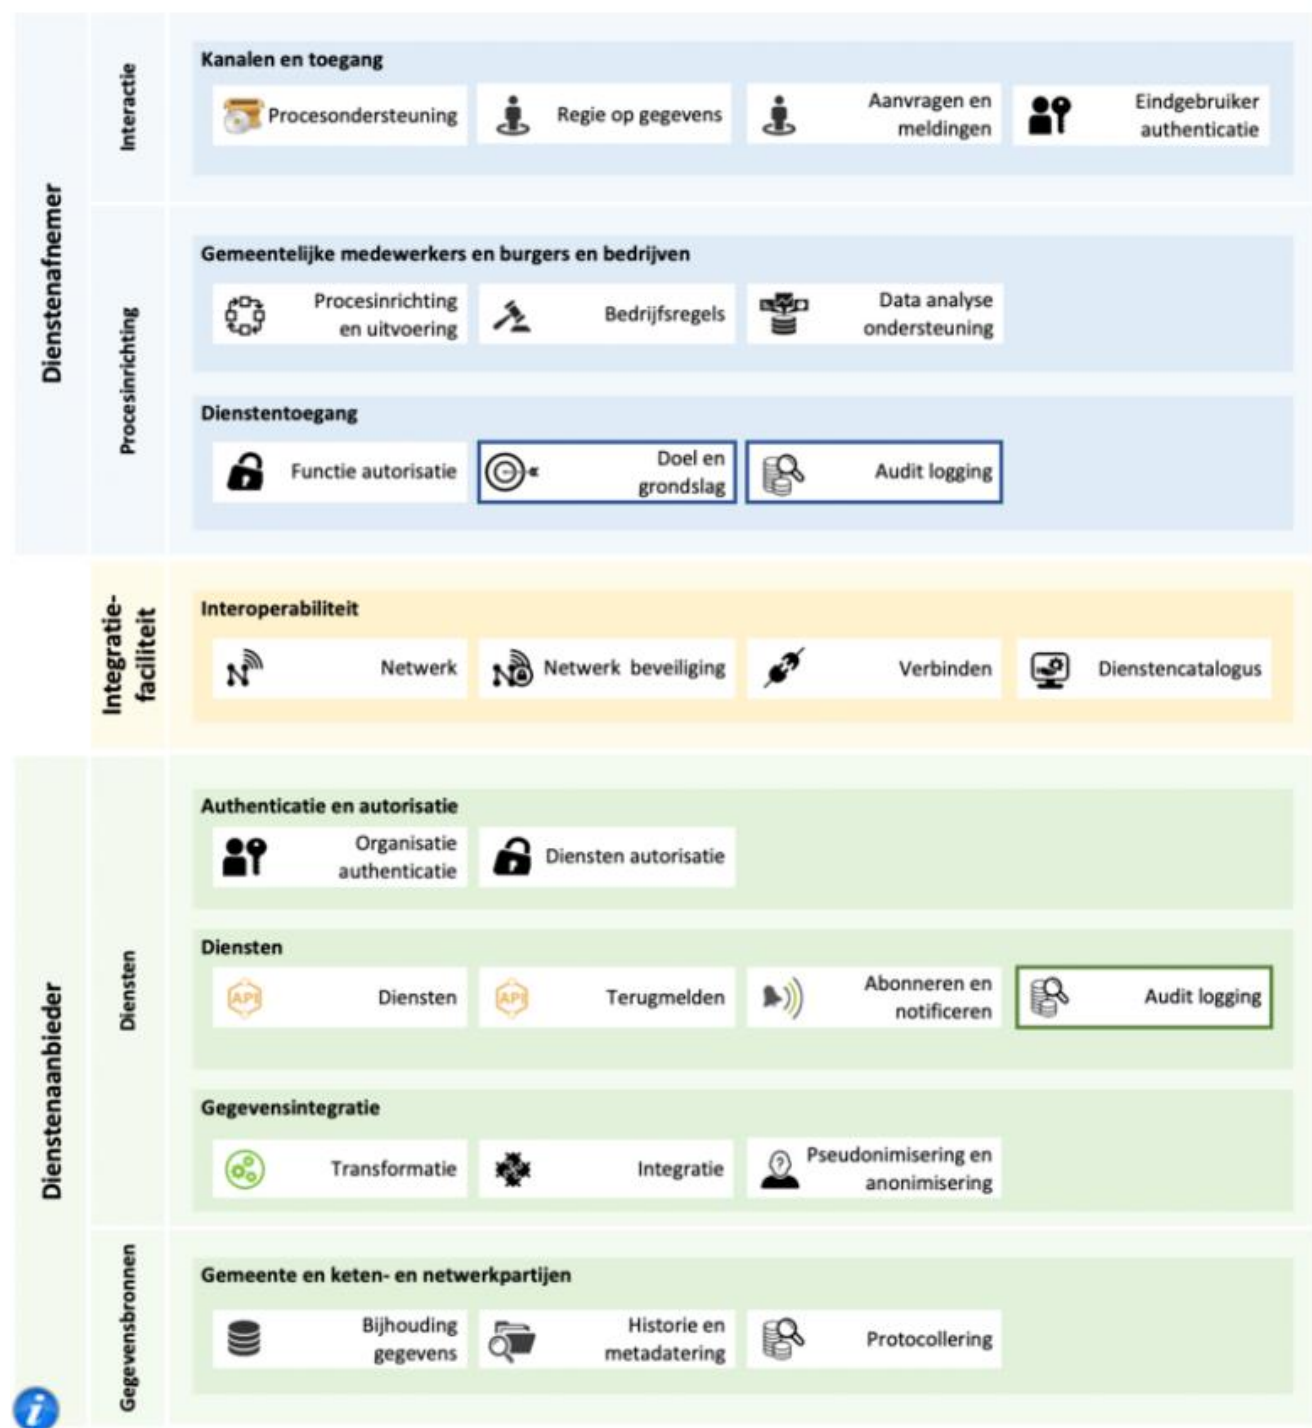 Dienstenafnemer
Interactie
Kanalen en toegang
Procesondersteuning
Regie op gegevens
Aanvragen en
meldingen
Eindgebruiker
authenticatie
Procesinrichting
Gemeentelijke medewerkers en burgers en bedrijven
Procesinrichting
en uitvoering
Bedrijfsregels
Data analyse
ondersteuning
Dienstentoegang
Functie autorisatie
Doel en
grondslag
Audit logging
Integratie-
faciliteit
Interoperabiliteit
N
Netwerk
N
Netwerk beveiliging
Verbinden
Dienstencatalogus
Dienstenaanbieder
Diensten
Authenticatie en autorisatie
Organisatie
authenticatie
Diensten autorisatie
Diensten
API
Diensten
API
Terugmelden
Abonneren en
notificeren
Audit logging
Gegevensintegratie
Transformatie
Integratie
?
Pseudonimisering en
anonimisering
Gegevensbronnen
Gemeente en keten- en netwerkpartijen
Bijhouding
gegevens
Historie en
metadatering
Protocollering
i